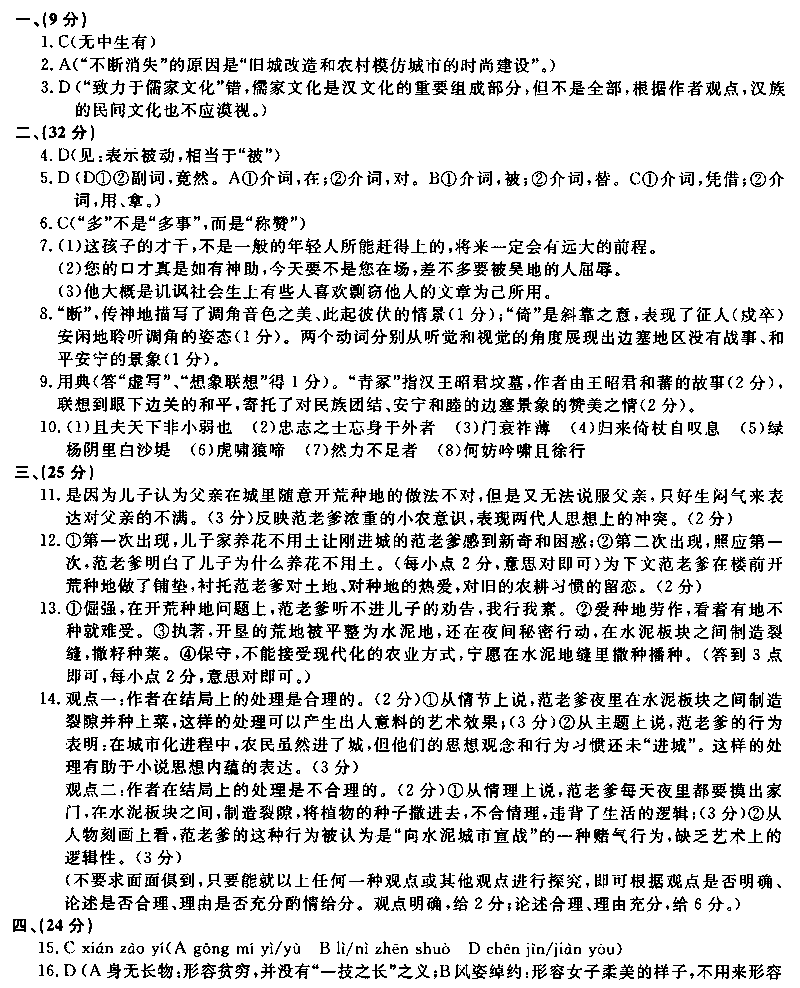 一、(9分)
1. C(无中生有)
2. A(“不断消失”的原因是“旧城改造和农村模仿城市的时尚建设”。)
3. D(“致力于儒家文化”错,儒家文化是汉文化的重要组成部分,但不是全部,根据作者观点,汉族
的民间文化也不应漠视。)
二、(32分)
4. D(见:表示被动,相当于“被”)
5. D(D①②副词,竟然。A①介词,在;②介词,对。B①介词,被;②介词,替。C①介词,凭借;②介
词,用、拿。)
6. C(“多”不是“多事”,而是“称赞”)
7. (1)这孩子的才干,不是一般的年轻人所能赶得上的,将来一定会有远大的前程。
(2)您的口才真是如有神助,今天要不是您在场,差不多要被吴地的人屈辱。
(3)他大概是讥讽社会生上有些人喜欢剽窃他人的文章为己所用。
8. “断”,传神地描写了调角音色之美、此起彼伏的情景(1分);“倚”是斜靠之意,表现了征人(戍卒)
安闲地聆听调角的姿态(1分)。两个动词分别从听觉和视觉的角度展现出边塞地区没有战事、和
平安宁的景象(1分)。
9. 用典(答“虚写”、“想象联想”得1分)。“青冢”指汉王昭君坟墓,作者由王昭君和蕃的故事(2分),
联想到眼下边关的和平,寄托了对民族团结、安宁和睦的边塞景象的赞美之情(2分)。
10. (1)且夫天下非小弱也 (2)忠志之士忘身于外者 (3)门衰祚薄 (4)归来倚杖自叹息 (5)绿
杨阴里白沙堤 (6)虎啸猿啼 (7)然力不足者 (8)何妨吟啸且徐行
三、(25分)
11. 是因为儿子认为父亲在城里随意开荒种地的做法不对,但是又无法说服父亲,只好生闷气来表
达对父亲的不满。(3分)反映范老爹浓重的小农意识,表现两代人思想上的冲突。(2分)
12. ①第一次出现,儿子家养花不用土让刚进城的范老爹感到新奇和困惑;②第二次出现,照应第一
次,范老爹明白了儿子为什么养花不用土。(每小点2分,意思对即可)为下文范老爹在楼前开
荒种地做了铺垫,衬托范老爹对土地、对种地的热爱,对旧的农耕习惯的留恋。(2分)
13. ①倔强,在开荒种地问题上,范老爹听不进儿子的劝告,我行我素。②爱种地劳作,看着有地不
种就难受。③执著,开垦的荒地被平整为水泥地,还在夜间秘密行动,在水泥板块之间制造裂
缝,撒籽种菜。④保守,不能接受现代化的农业方式,宁愿在水泥地缝里撒种播种。(答到3点
即可,每小点2分,意思对即可。)
14. 观点一:作者在结局上的处理是合理的。(2分)①从情节上说,范老爹夜里在水泥板块之间制造
裂隙并种上菜,这样的处理可以产生出人意料的艺术效果;(3分)②从主题上说,范老爹的行为
表明:在城市化进程中,农民虽然进了城,但他们的思想观念和行为习惯还未“进城”。这样的处
理有助于小说思想内蕴的表达。(3分)
观点二:作者在结局上的处理是不合理的。(2分)①从情理上说,范老爹每天夜里都要摸出家
门,在水泥板块之间,制造裂隙,将植物的种子撒进去,不合情理,违背了生活的逻辑;(3分)②从
人物刻画上看,范老爹的这种行为被认为是“向水泥城市宣战”的一种赌气行为,缺乏艺术上的
逻辑性。(3分)
(不要求面面俱到,只要能就以上任何一种观点或其他观点进行探究,即可根据观点是否明确、
论述是否合理、理由是否充分酌情给分。观点明确,给2分;论述合理、理由充分,给6分。)
四、(24分)
15. C xián zào yí(A gōng mí yì/yù B lì/nì zhēn shuò D chēn jìn/jiàn yòu)
16. D(A身无长物:形容贫穷,并没有“一技之长”之义;B风姿绰约:形容女子柔美的样子,不用来形容